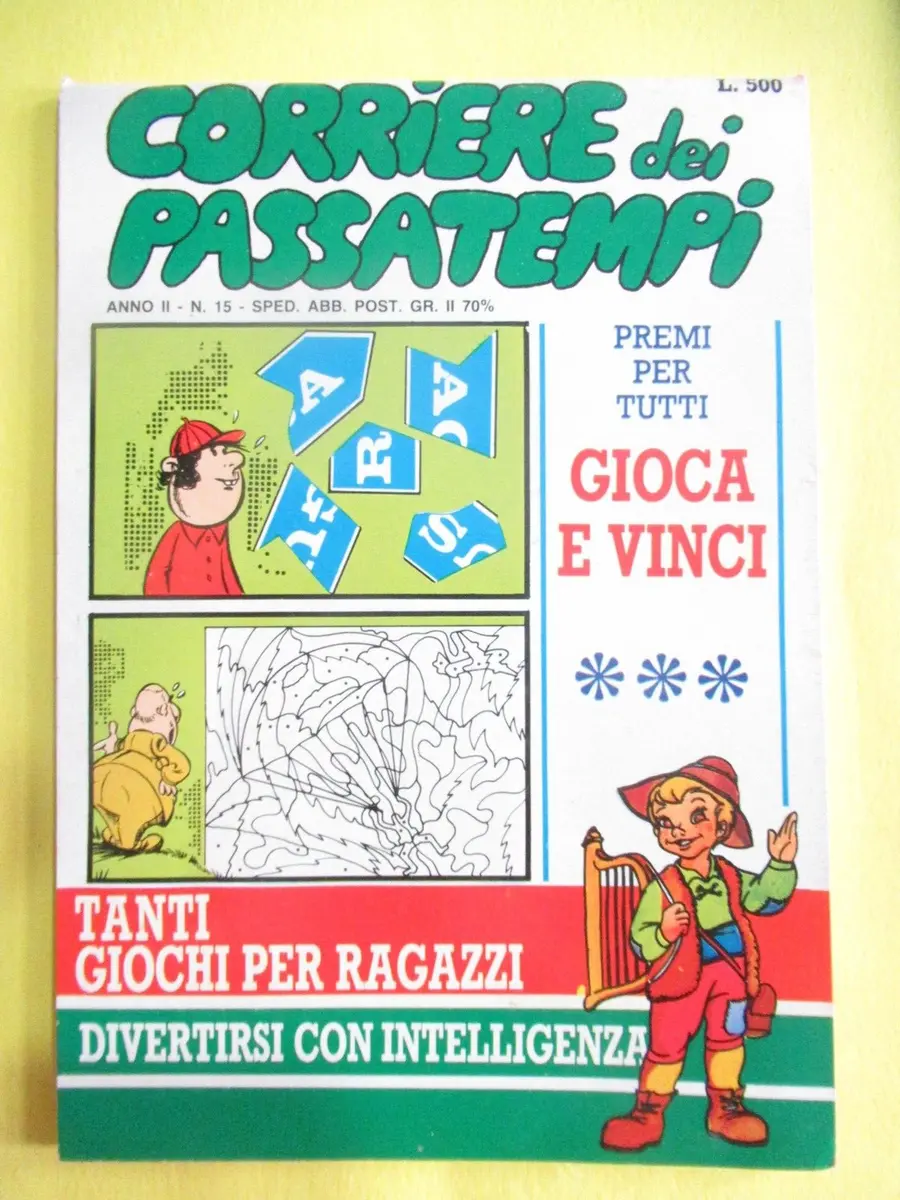 L. 500
CORRiERE dei
PASSATEMPi
ANNO II - N. 15 - SPED. ABB. POST. GR. II 70%
PREMI
PER
TUTTI
GIOCA
E VINCI
A
A
R
S
TANTI
GIOCHI PER RAGAZZI
DIVERTIRSI CON INTELLIGENZA